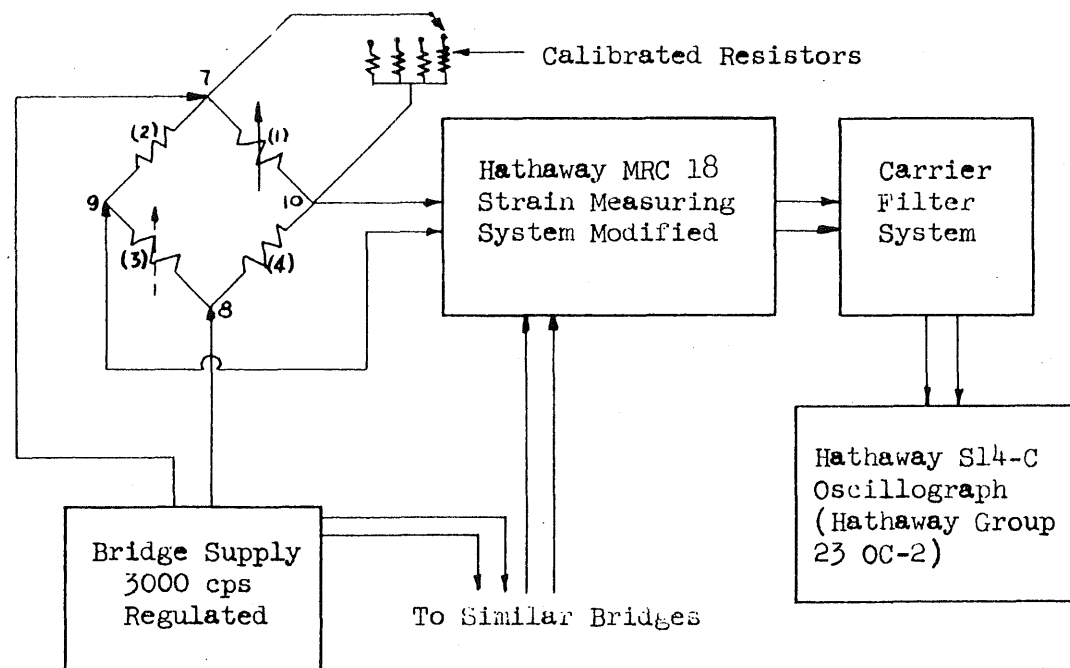 Calibrated Resistors
7
(2)
(1)
9
10
(3)
(4)
8
Hathaway MRC 18
Strain Measuring
System Modified
Carrier
Filter
System
Hathaway S14-C
Oscillograph
(Hathaway Group
23 OC-2)
Bridge Supply
3000 cps
Regulated
To Similar Bridges